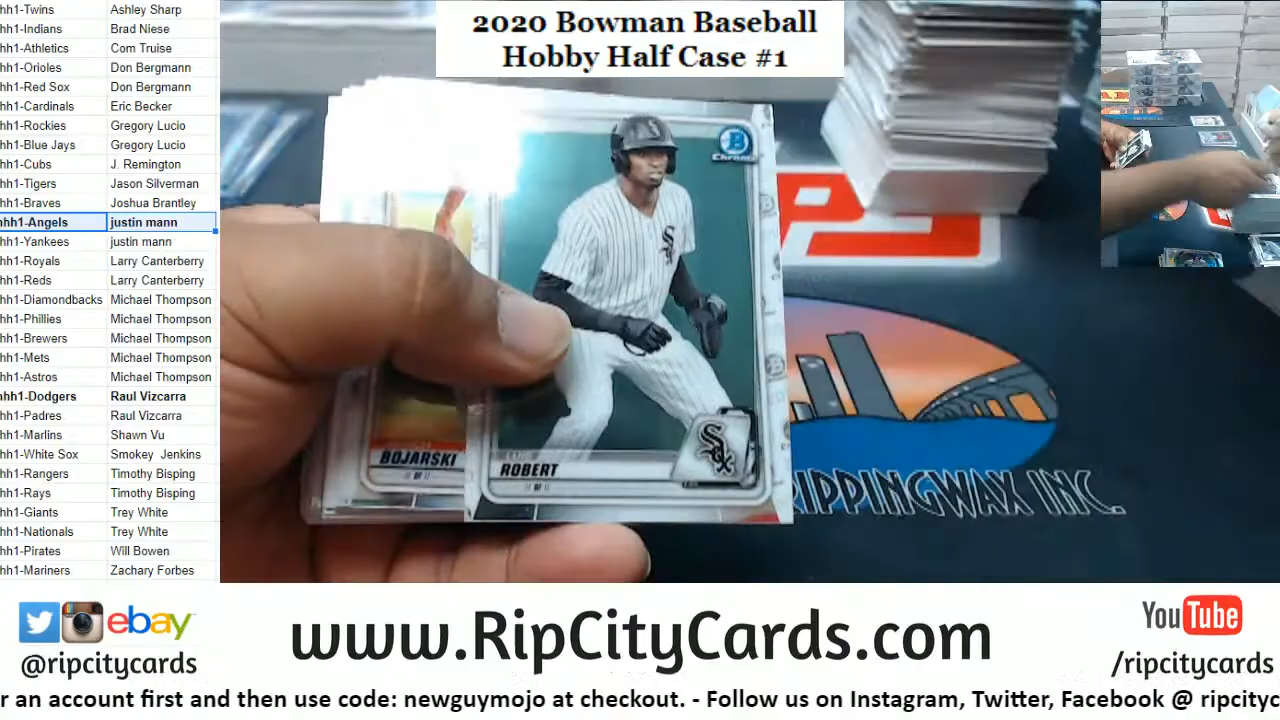 2020 Bowman Baseball
Hobby Half Case #1
hh1-Twins Ashley Sharp
hh1-Indians Brad Niese
hh1-Athletics Com Truise
hh1-Orioles Don Bergmann
hh1-Red Sox Don Bergmann
hh1-Cardinals Eric Becker
hh1-Rockies Gregory Lucio
hh1-Blue Jays Gregory Lucio
hh1-Cubs J. Remington
hh1-Tigers Jason Silverman
hh1-Braves Joshua Brantley
hh1-Angels justin mann
hh1-Yankees justin mann
hh1-Royals Larry Canterberry
hh1-Reds Larry Canterberry
hh1-Diamondbacks Michael Thompson
hh1-Phillies Michael Thompson
hh1-Brewers Michael Thompson
hh1-Mets Michael Thompson
hh1-Astros Michael Thompson
hh1-Dodgers Raul Vizcarra
hh1-Padres Raul Vizcarra
hh1-Marlins Shawn Vu
hh1-White Sox Smokey Jenkins
hh1-Rangers Timothy Bisping
hh1-Rays Timothy Bisping
hh1-Giants Trey White
hh1-Nationals Trey White
hh1-Pirates Will Bowen
hh1-Mariners Zachary Forbes
B
Chrome
BOJARSKI
OF
ROBERT
OF
SOX
RIPPINGWAX INC.
ebay
@ripcitycards
www.RipCityCards.com
YouTube
/ripcitycards
r an account first and then use code: newguymojo at checkout. - Follow us on Instagram, Twitter, Facebook @ ripcityc